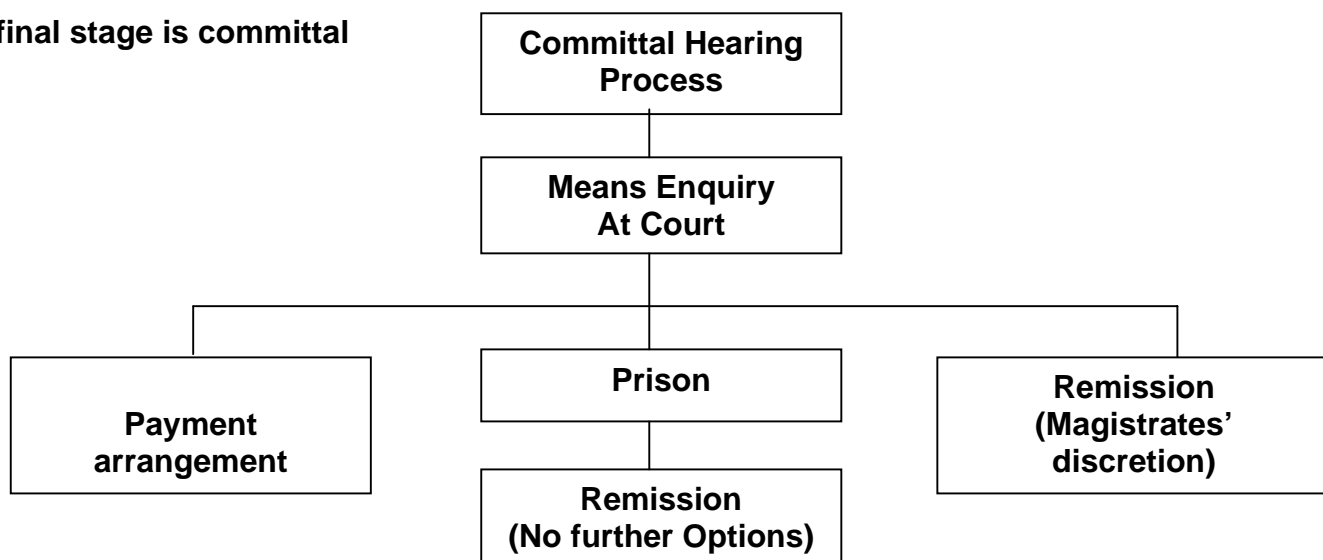 final stage is committal
Committal Hearing
Process
Means Enquiry
At Court
Payment
arrangement
Prison
Remission
(No further Options)
Remission
(Magistrates’
discretion)